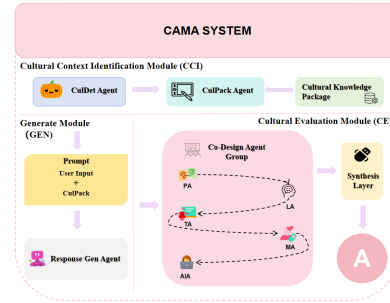 CAMA SYSTEM
Cultural Context Identification Module (CCI)
CulDet Agent
CulPack Agent
Cultural Knowledge
Package
Generate Module
(GEN)
Prompt
User Input
+
CulPack
Response Gen Agent
Cultural Evaluation Module (CE)
Co-Design Agent
Group
PA
LA
TA
MA
AIA
Synthesis
Layer
A